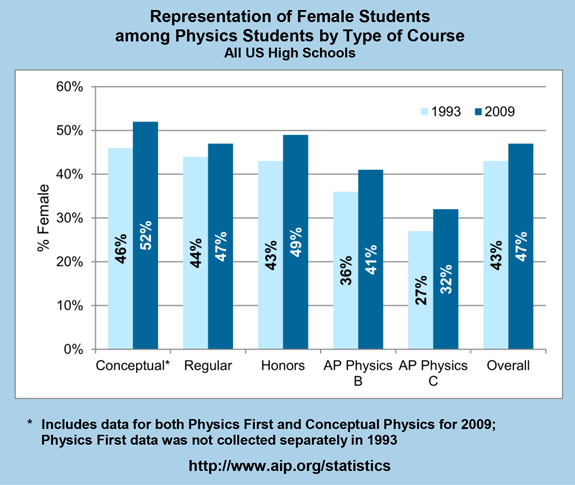 Representation of Female Students
among Physics Students by Type of Course
All US High Schools
60%
50%
40%
30%
20%
10%
0%
% Female
1993
2009
46%
52%
44%
47%
43%
49%
36%
41%
27%
32%
43%
47%
Conceptual*
Regular
Honors
AP Physics
B
AP Physics
C
Overall
* Includes data for both Physics First and Conceptual Physics for 2009;
Physics First data was not collected separately in 1993
http://www.aip.org/statistics